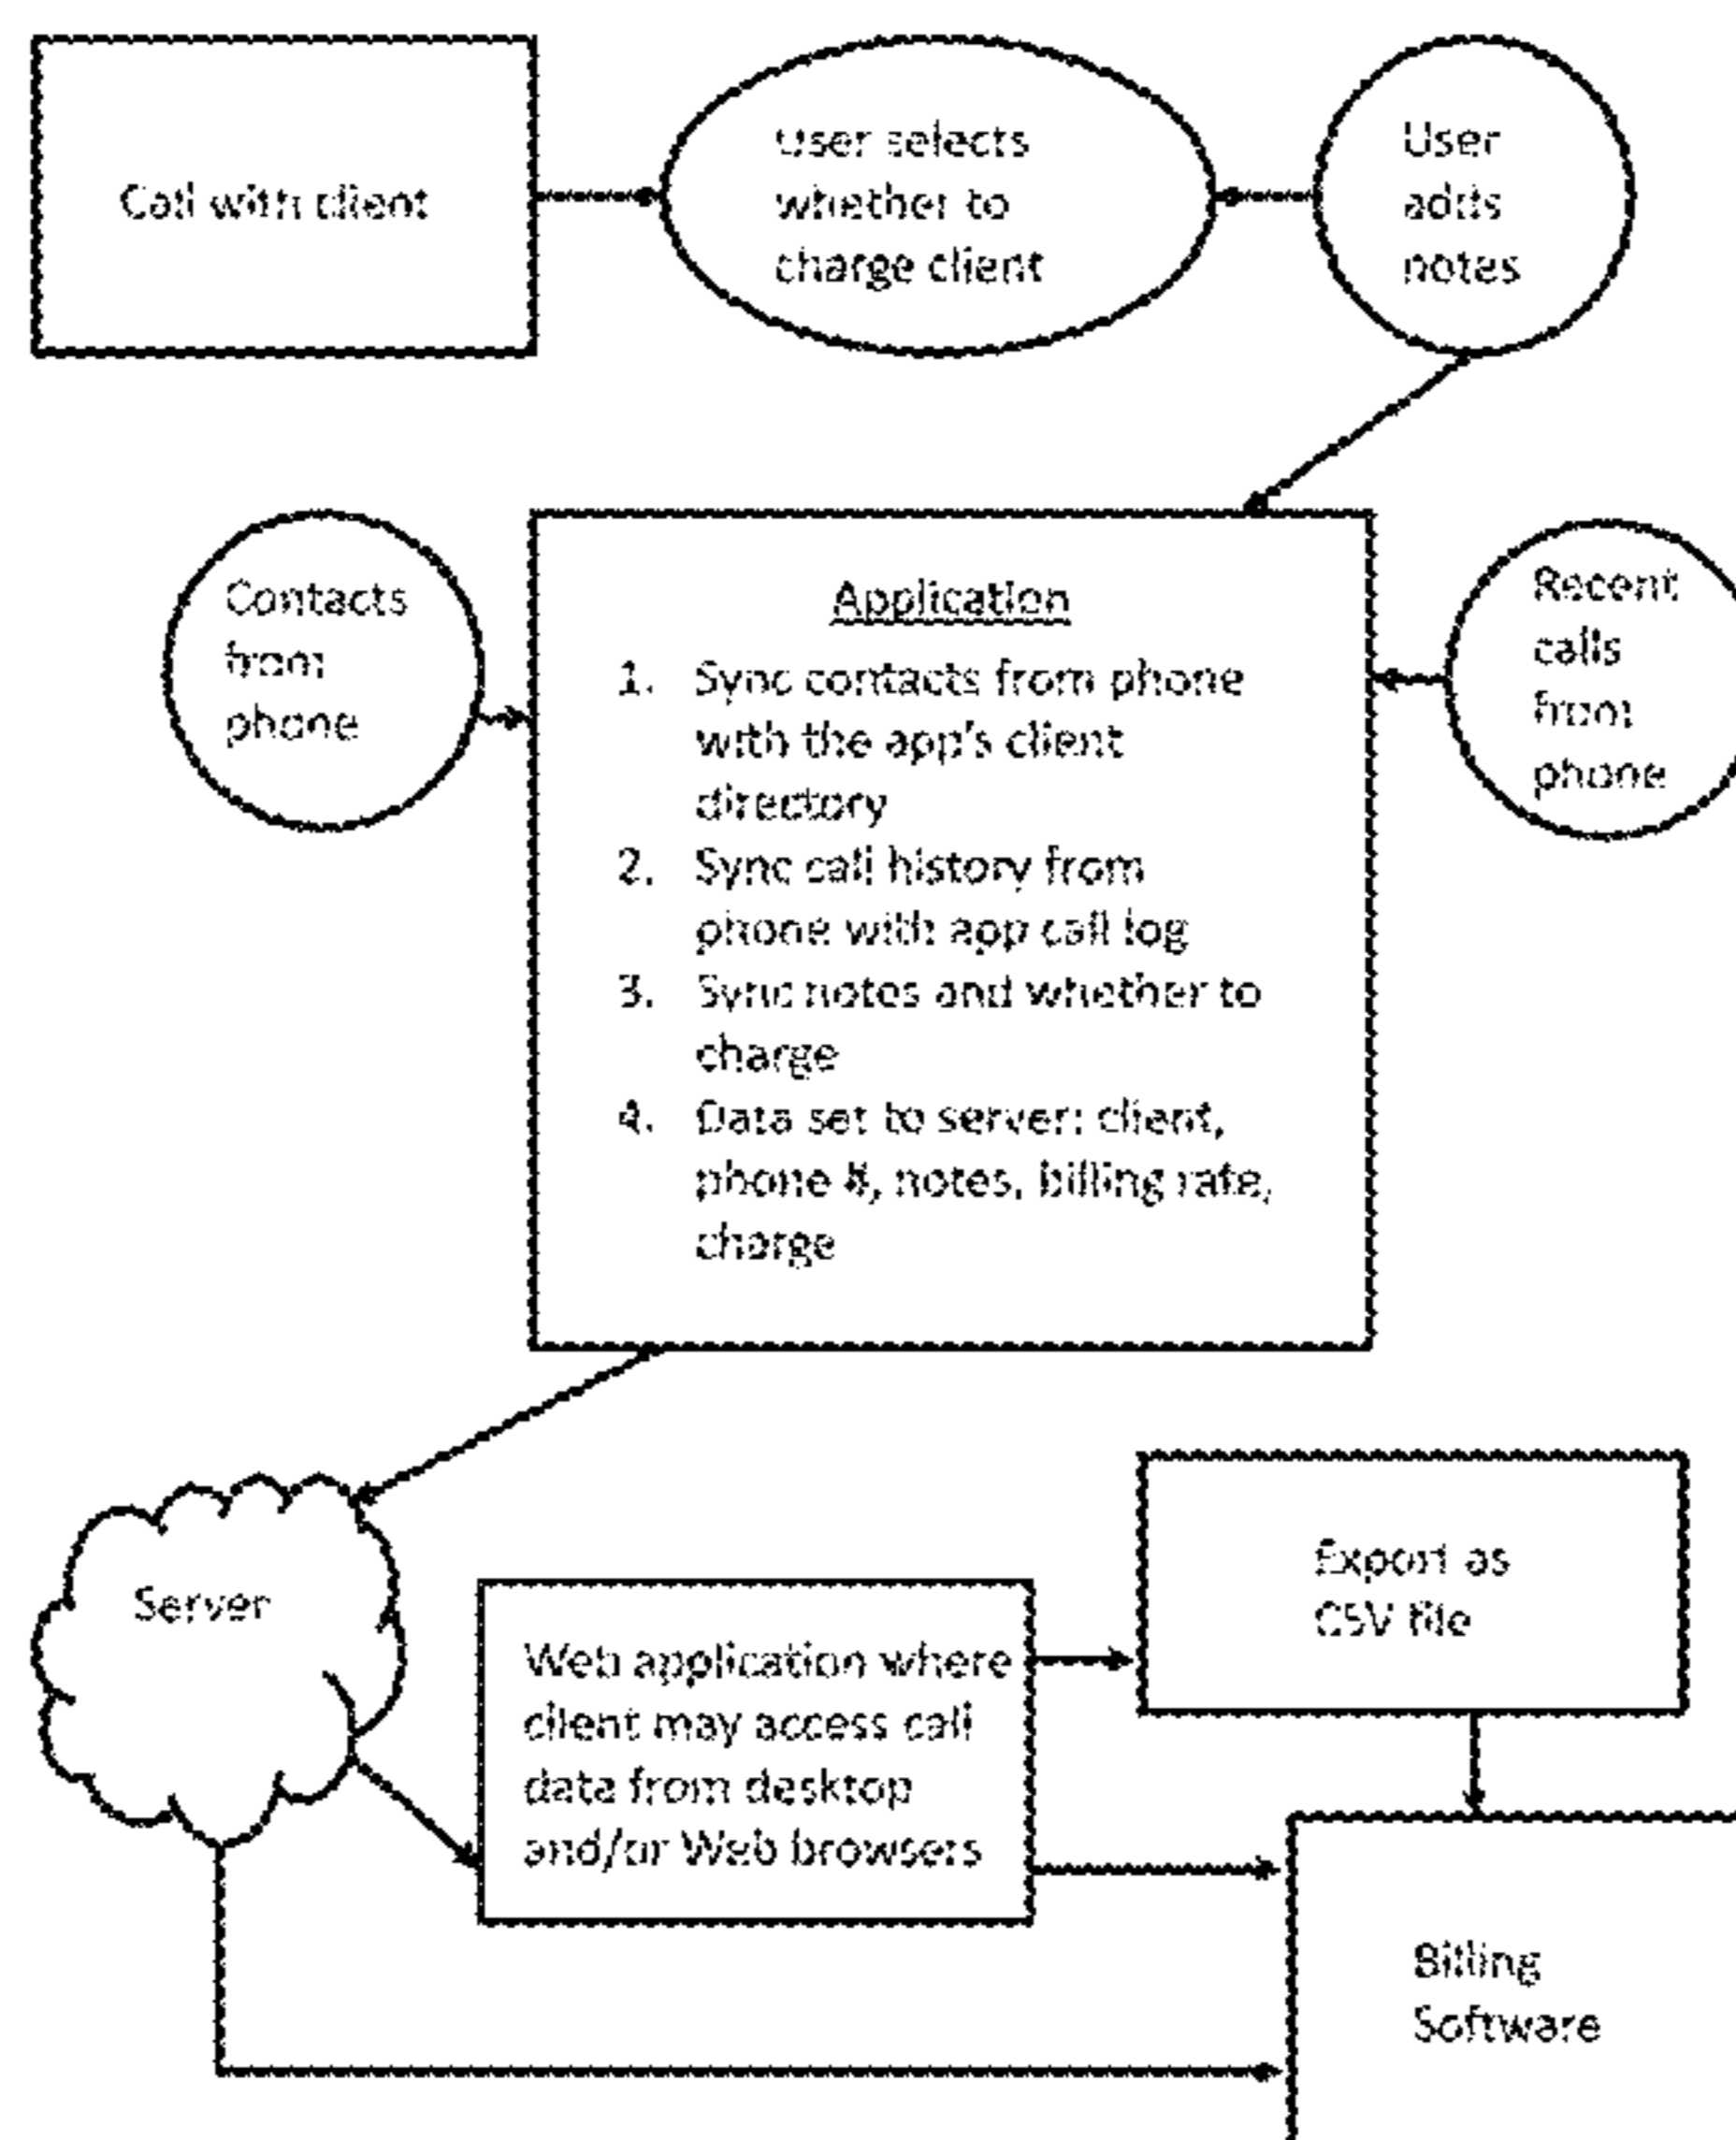 Call with client
User selects
whether to
charge client
User
adds
notes
Contacts
from
phone
Application
1. Sync contacts from phone
with the app's client
directory
2. Sync call history from
phone with app call log
3. Sync notes and whether to
charge
4. Data set to server: client,
phone #, notes, billing rate,
charge
Recent
calls
from
phone
Server
Web application where
client may access call
data from desktop
and/or Web browsers
Export as
CSV file
Billing
Software